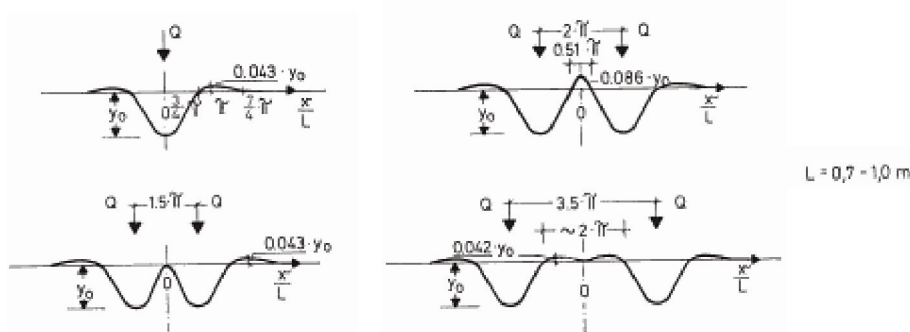 Q
0.043·y₀
y₀
0 3/4 π π 7/4 π x/L
Q 2·π Q
0.51·π
0.086·y₀
y₀
0 x/L
L = 0,7 - 1,0 m
Q 1.5·π Q
0.043·y₀
y₀
0 x/L
Q 3.5·π Q
~2·π
0.042·y₀
y₀
0 x/L